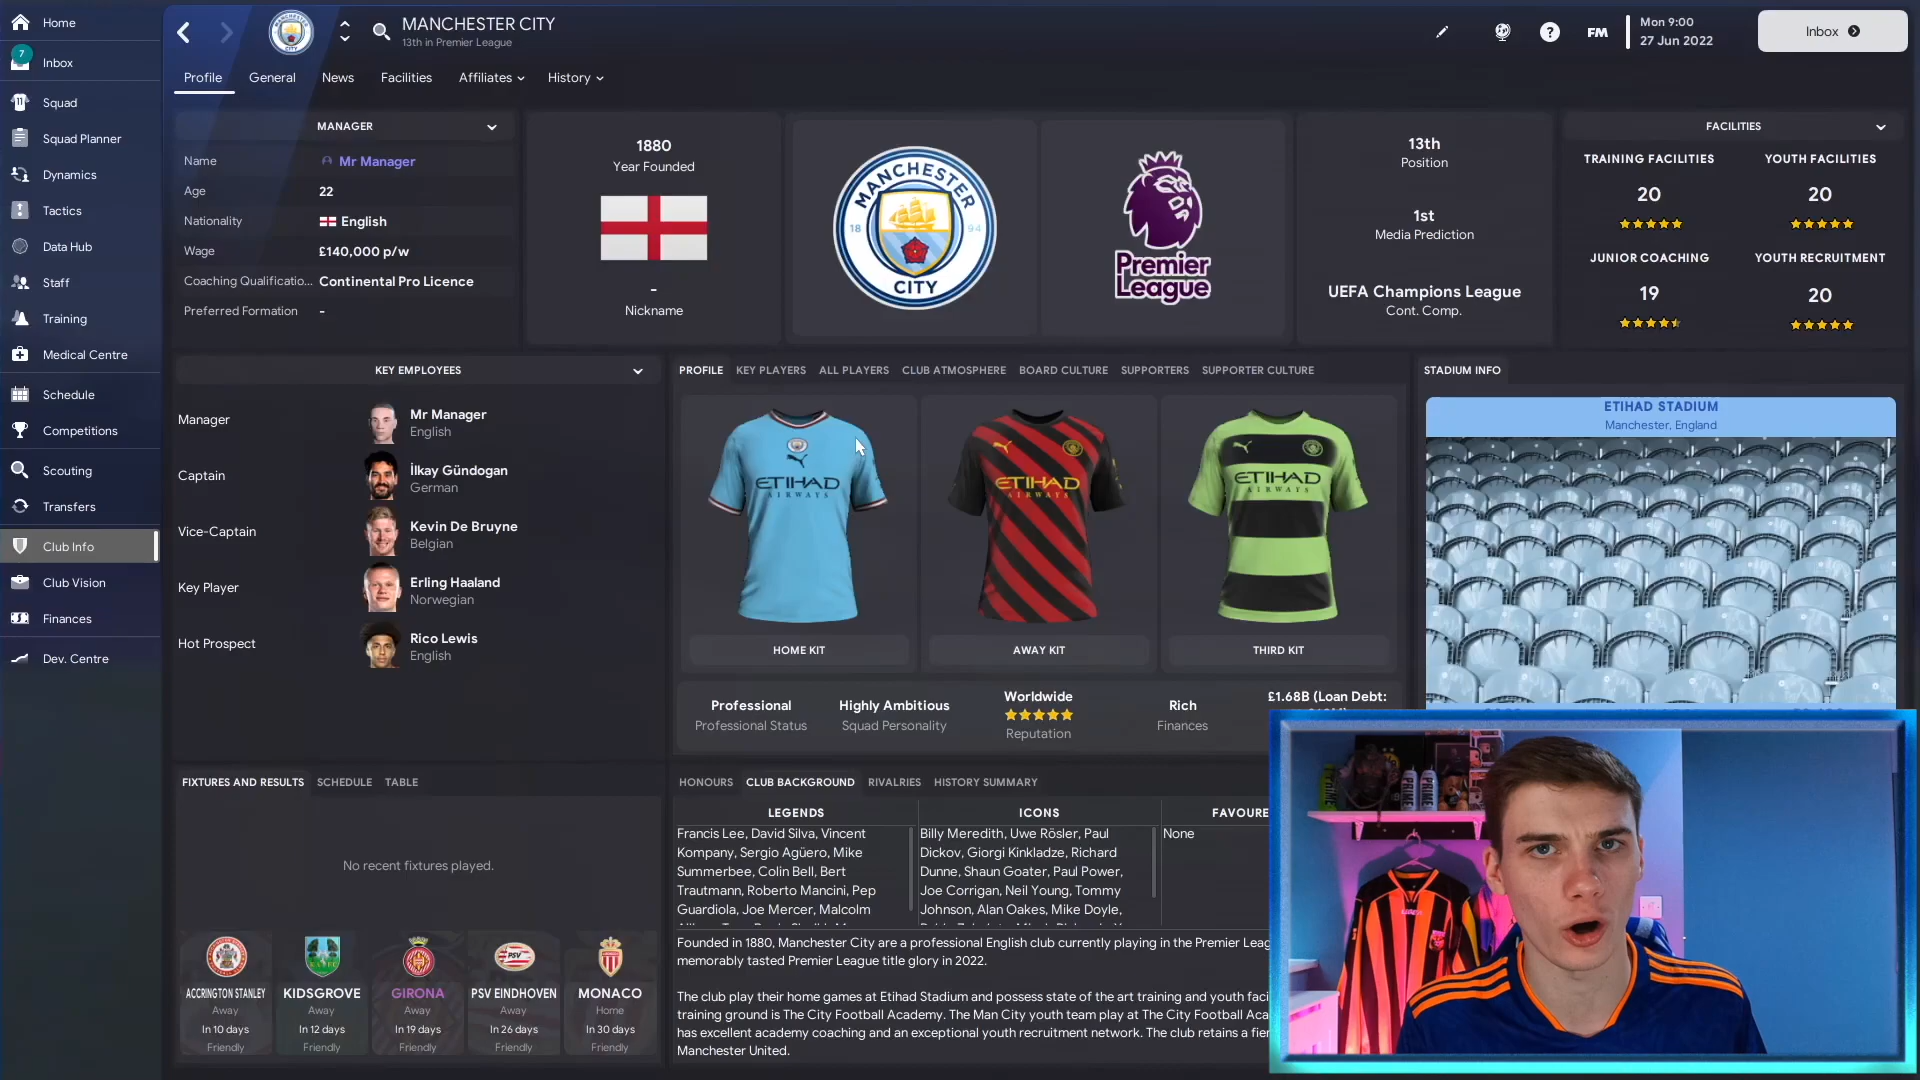 Home
7
Inbox
Squad
Squad Planner
Dynamics
Tactics
Data Hub
Staff
Training
Medical Centre
Schedule
Competitions
Scouting
Transfers
Club Info
Club Vision
Finances
Dev. Centre
MANCHESTER CITY
13th in Premier League
FM
Mon 9:00
27 Jun 2022
Inbox
Profile
General
News
Facilities
Affiliates
History
MANAGER
Name
Mr Manager
Age
22
Nationality
English
Wage
£140,000 p/w
Coaching Qualificatio...
Continental Pro Licence
Preferred Formation
-
1880
Year Founded
-
Nickname
MANCHESTER
18 94
CITY
Premier
League
13th
Position
1st
Media Prediction
UEFA Champions League
Cont. Comp.
FACILITIES
TRAINING FACILITIES
20
YOUTH FACILITIES
20
JUNIOR COACHING
19
YOUTH RECRUITMENT
20
KEY EMPLOYEES
Manager
Mr Manager
English
Captain
İlkay Gündogan
German
Vice-Captain
Kevin De Bruyne
Belgian
Key Player
Erling Haaland
Norwegian
Hot Prospect
Rico Lewis
English
PROFILE
KEY PLAYERS
ALL PLAYERS
CLUB ATMOSPHERE
BOARD CULTURE
SUPPORTERS
SUPPORTER CULTURE
ETIHAD
AIRWAYS
HOME KIT
ETIHAD
AIRWAYS
AWAY KIT
ETIHAD
AIRWAYS
THIRD KIT
Professional
Professional Status
Highly Ambitious
Squad Personality
Worldwide
Reputation
Rich
Finances
£1.68B (Loan Debt:
STADIUM INFO
ETIHAD STADIUM
Manchester, England
FIXTURES AND RESULTS
SCHEDULE
TABLE
No recent fixtures played.
ACCRINGTON STANLEY
Away
In 10 days
Friendly
KIDSGROVE
Away
In 12 days
Friendly
GIRONA
Away
In 19 days
Friendly
PSV
PSV EINDHOVEN
Away
In 26 days
Friendly
MONACO
Home
In 30 days
Friendly
HONOURS
CLUB BACKGROUND
RIVALRIES
HISTORY SUMMARY
LEGENDS
Francis Lee, David Silva, Vincent
Kompany, Sergio Agüero, Mike
Summerbee, Colin Bell, Bert
Trautmann, Roberto Mancini, Pep
Guardiola, Joe Mercer, Malcolm
ICONS
Billy Meredith, Uwe Rösler, Paul
Dickov, Giorgi Kinkladze, Richard
Dunne, Shaun Goater, Paul Power,
Joe Corrigan, Neil Young, Tommy
Johnson, Alan Oakes, Mike Doyle,
FAVOURE
None
Founded in 1880, Manchester City are a professional English club currently playing in the Premier Leag
memorably tasted Premier League title glory in 2022.
The club play their home games at Etihad Stadium and possess state of the art training and youth faci
training ground is The City Football Academy. The Man City youth team play at The City Football Aca
has excellent academy coaching and an exceptional youth recruitment network. The club retains a fier
Manchester United.